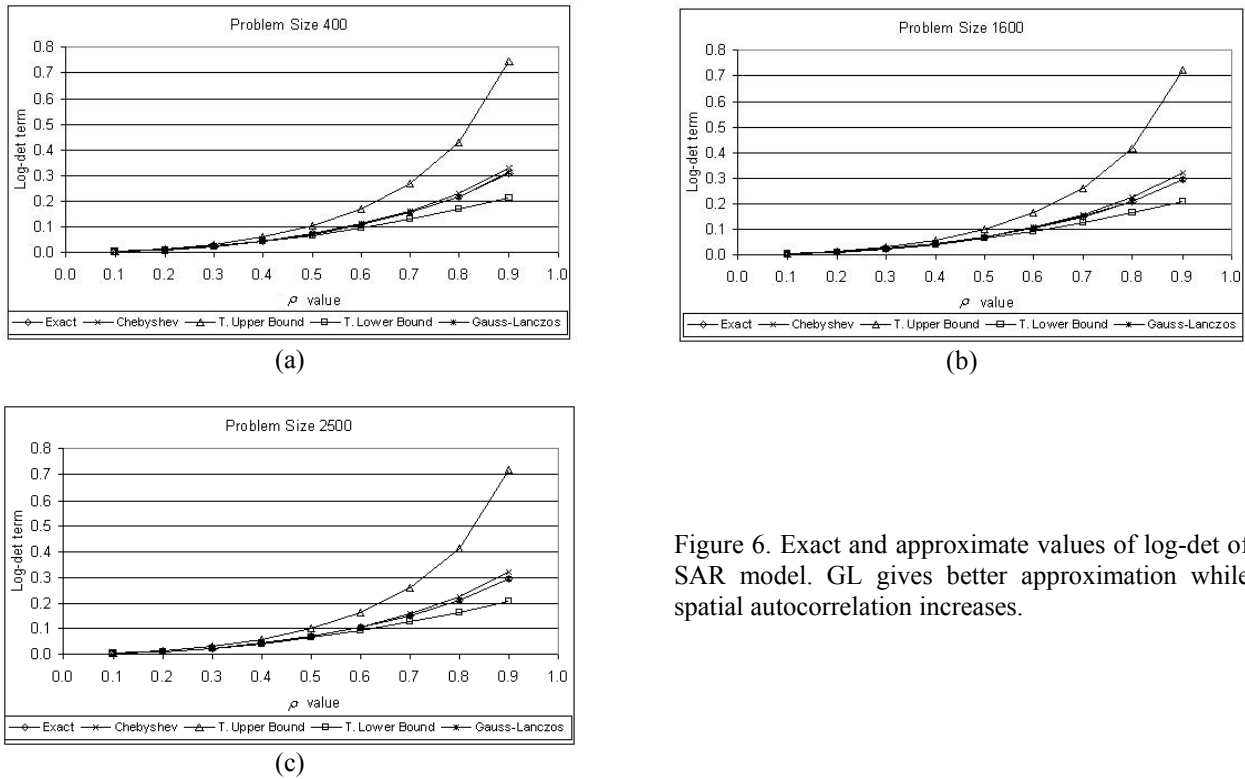 Problem Size 400
0.8
0.7
0.6
0.5
0.4
0.3
0.2
0.1
0.0
Log-det term
0.0 0.1 0.2 0.3 0.4 0.5 0.6 0.7 0.8 0.9 1.0
ρ value
Exact Chebyshev T. Upper Bound T. Lower Bound Gauss-Lanczos
(a)
Problem Size 1600
0.8
0.7
0.6
0.5
0.4
0.3
0.2
0.1
0.0
Log-det term
0.0 0.1 0.2 0.3 0.4 0.5 0.6 0.7 0.8 0.9 1.0
ρ value
Exact Chebyshev T. Upper Bound T. Lower Bound Gauss-Lanczos
(b)
Problem Size 2500
0.8
0.7
0.6
0.5
0.4
0.3
0.2
0.1
0.0
Log-det term
0.0 0.1 0.2 0.3 0.4 0.5 0.6 0.7 0.8 0.9 1.0
ρ value
Exact Chebyshev T. Upper Bound T. Lower Bound Gauss-Lanczos
(c)
Figure 6. Exact and approximate values of log-det of
SAR model. GL gives better approximation while
spatial autocorrelation increases.